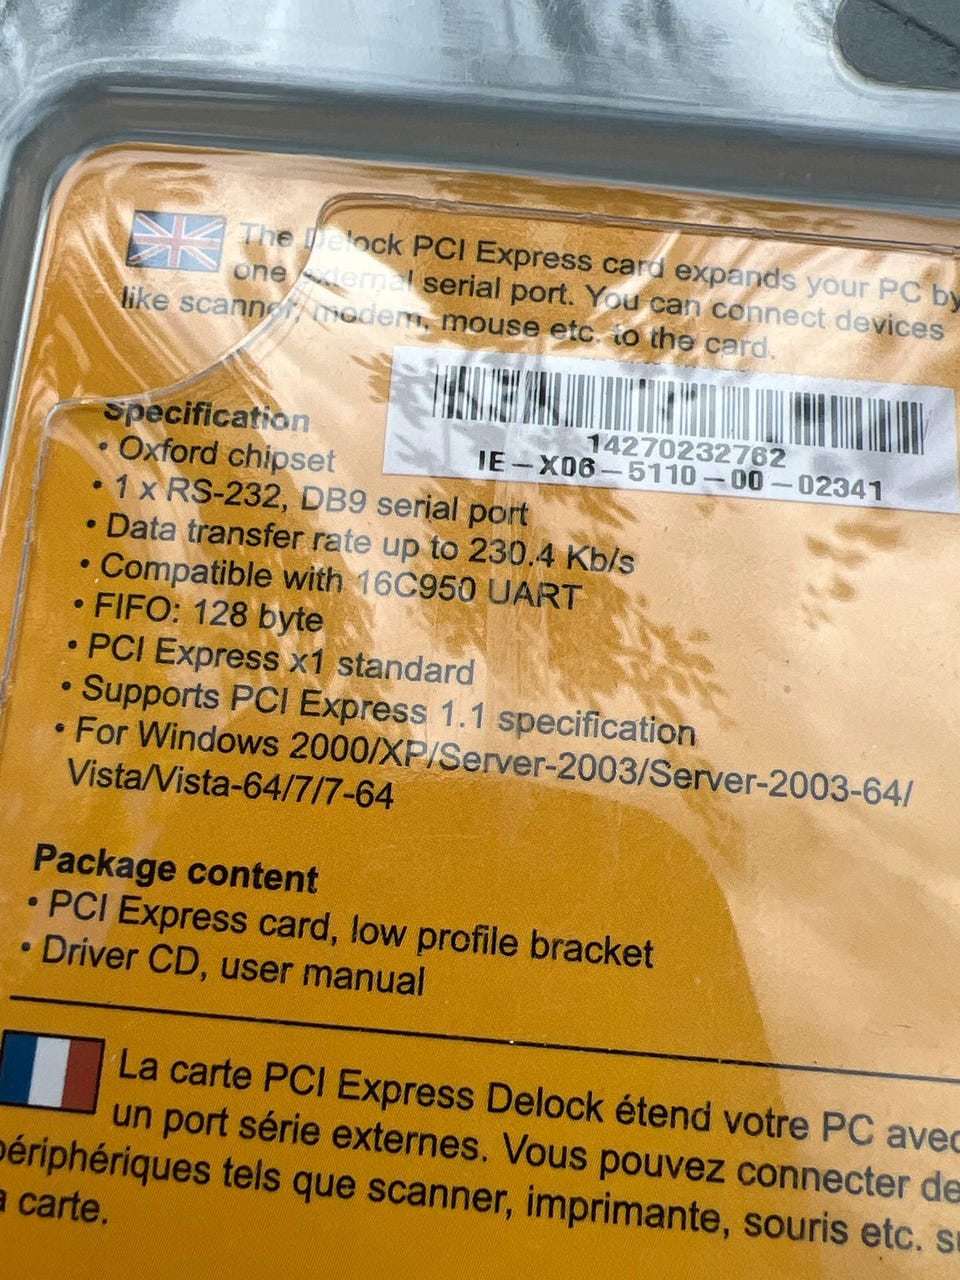 The Delock PCI Express card expands your PC by
one external serial port. You can connect devices
like scanner, modem, mouse etc. to the card.
14270232762
IE-X06-5110-00-02341
Specification
• Oxford chipset
• 1 x RS-232, DB9 serial port
• Data transfer rate up to 230.4 Kb/s
• Compatible with 16C950 UART
• FIFO: 128 byte
• PCI Express x1 standard
• Supports PCI Express 1.1 specification
• For Windows 2000/XP/Server-2003/Server-2003-64/
Vista/Vista-64/7/7-64
Package content
• PCI Express card, low profile bracket
• Driver CD, user manual
La carte PCI Express Delock étend votre PC avec
un port série externes. Vous pouvez connecter de
périphériques tels que scanner, imprimante, souris etc. su
a carte.